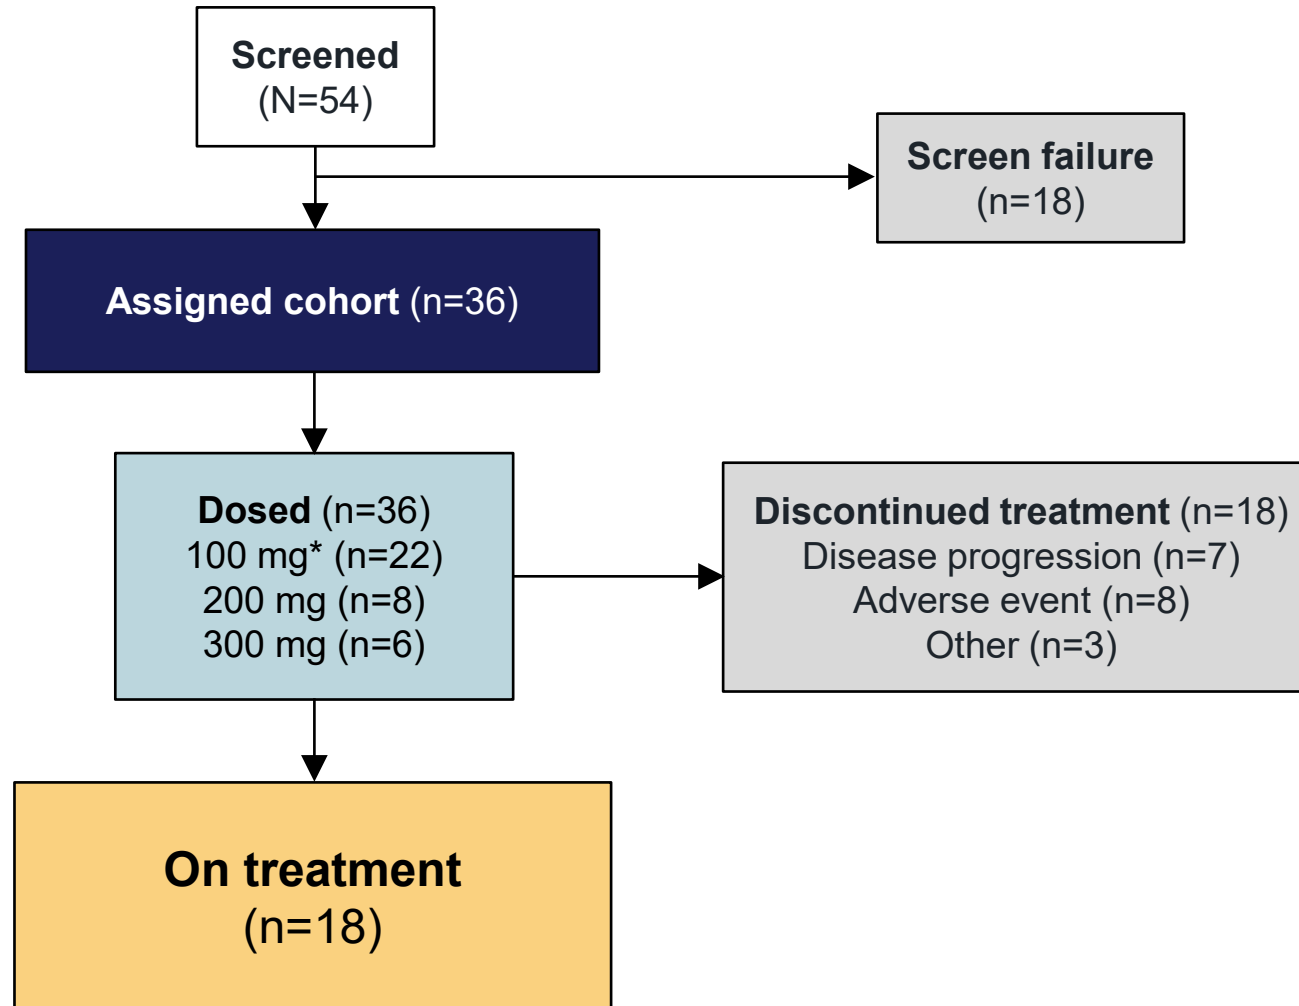 Screened
(N=54)
Screen failure
(n=18)
Assigned cohort (n=36)
Dosed (n=36)
100 mg* (n=22)
200 mg (n=8)
300 mg (n=6)
Discontinued treatment (n=18)
Disease progression (n=7)
Adverse event (n=8)
Other (n=3)
On treatment
(n=18)